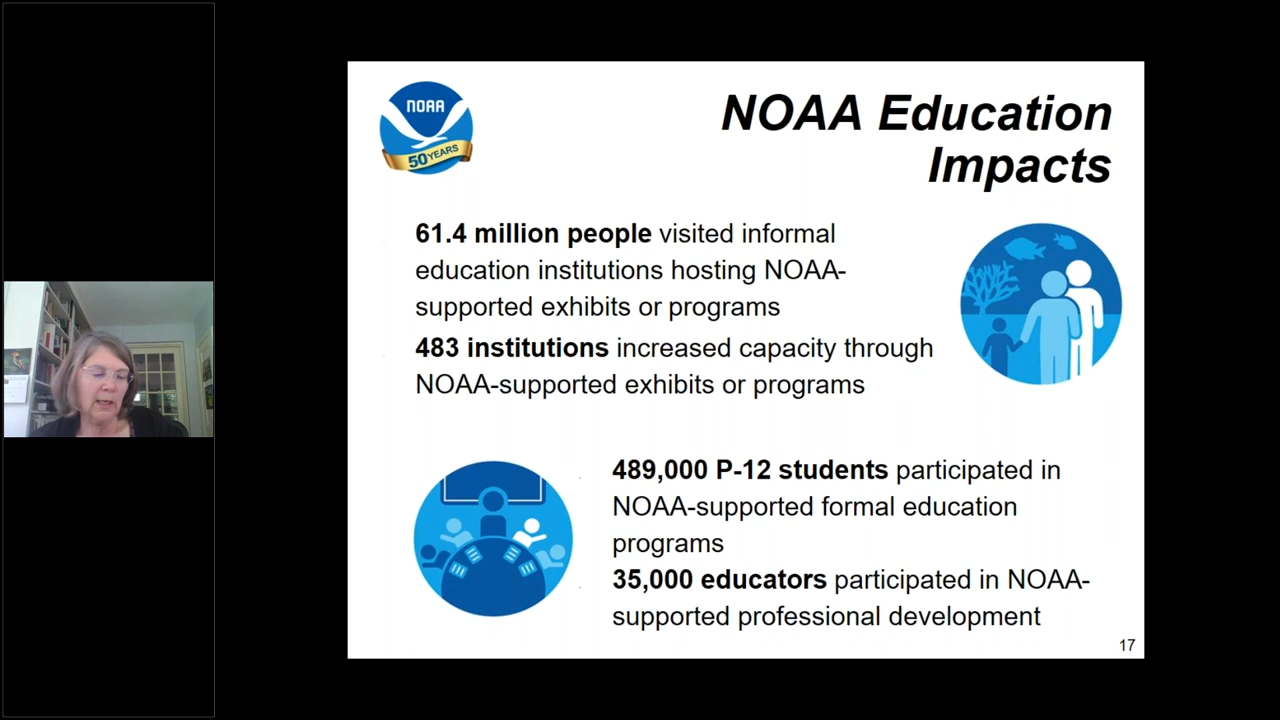 NOAA
50 YEARS
NOAA Education
Impacts
61.4 million people visited informal
education institutions hosting NOAA-
supported exhibits or programs
483 institutions increased capacity through
NOAA-supported exhibits or programs
489,000 P-12 students participated in
NOAA-supported formal education
programs
35,000 educators participated in NOAA-
supported professional development
17